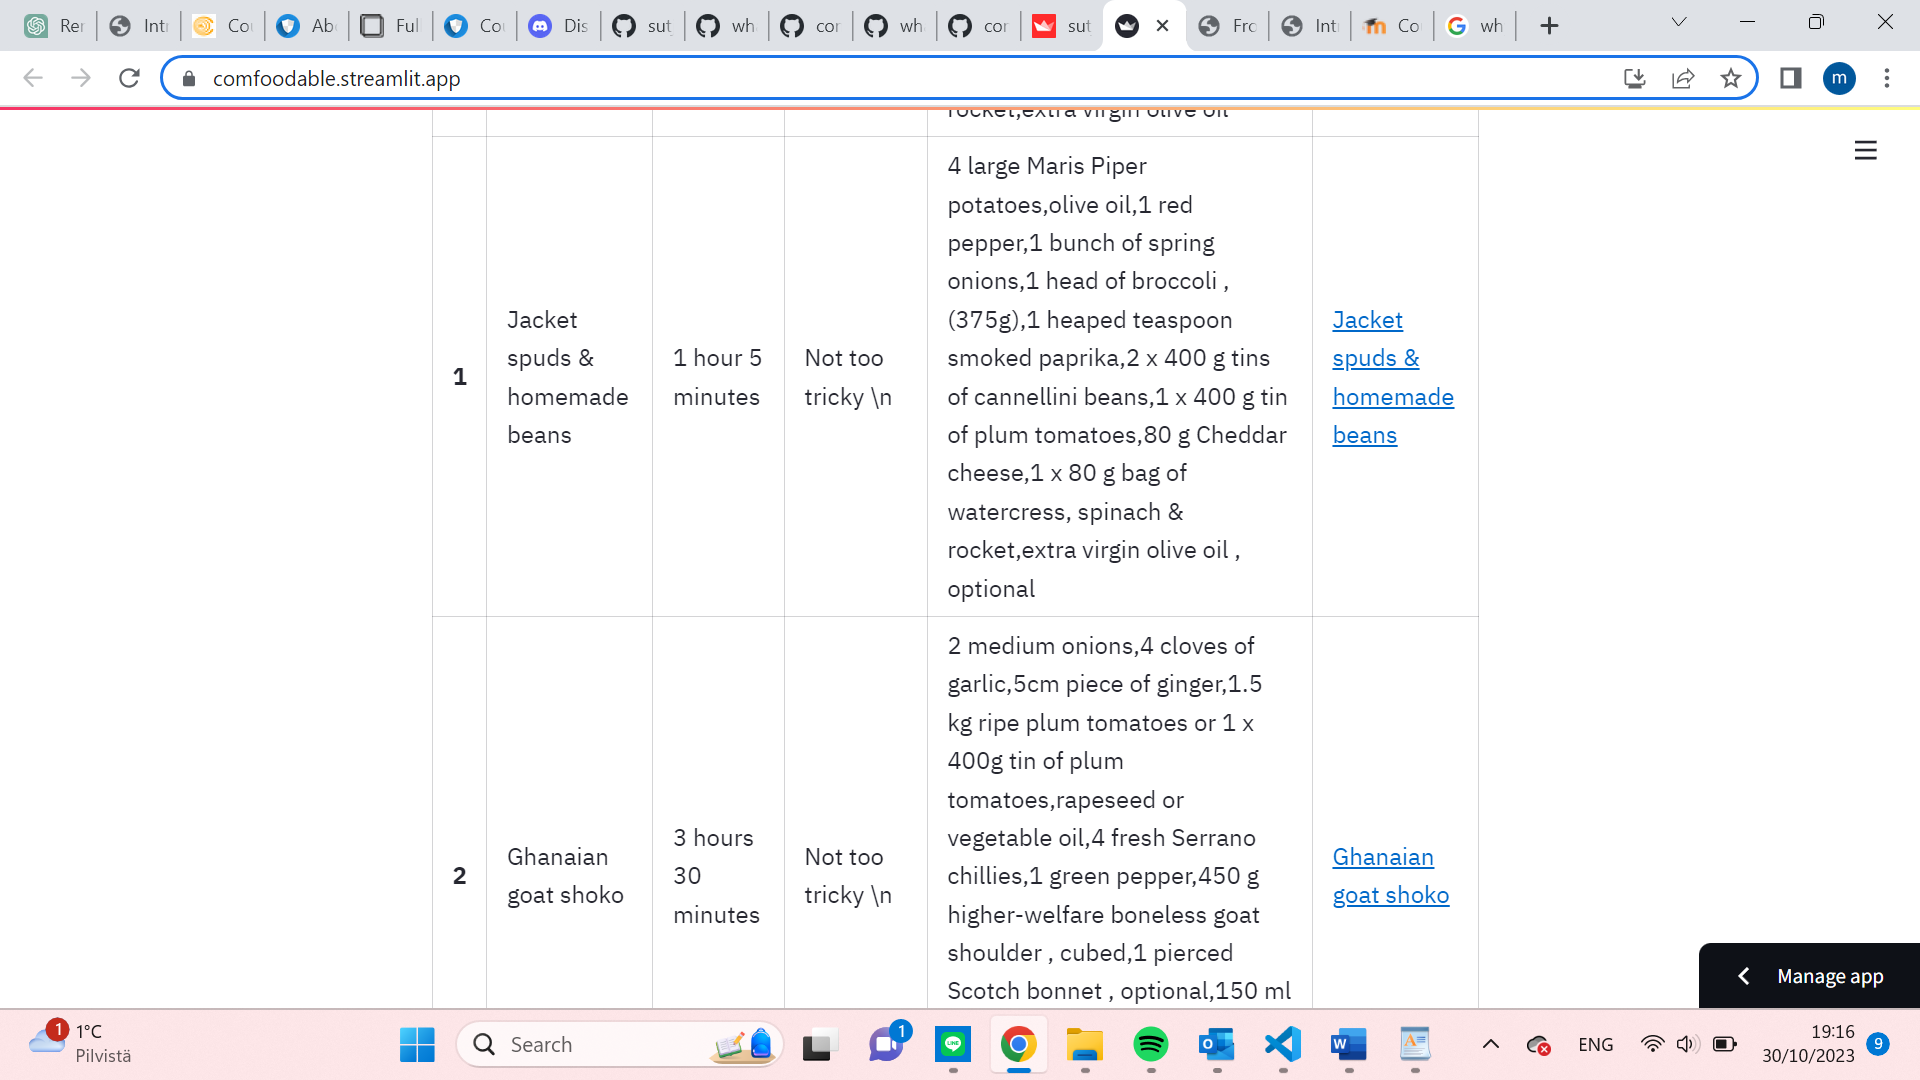 Rer
Intr
Cou
Abo
Full
Cou
Dis
sut
wh
cor
wh
cor
sut
Fro
Intr
Co
wh
comfoodable.streamlit.app
m
rocket,extra virgin olive oil
1
Jacket
spuds &
homemade
beans
1 hour 5
minutes
Not too
tricky \n
4 large Maris Piper
potatoes,olive oil,1 red
pepper,1 bunch of spring
onions,1 head of broccoli ,
(375g),1 heaped teaspoon
smoked paprika,2 x 400 g tins
of cannellini beans,1 x 400 g tin
of plum tomatoes,80 g Cheddar
cheese,1 x 80 g bag of
watercress, spinach &
rocket,extra virgin olive oil ,
optional
Jacket
spuds &
homemade
beans
2
Ghanaian
goat shoko
3 hours
30
minutes
Not too
tricky \n
2 medium onions,4 cloves of
garlic,5cm piece of ginger,1.5
kg ripe plum tomatoes or 1 x
400g tin of plum
tomatoes,rapeseed or
vegetable oil,4 fresh Serrano
chillies,1 green pepper,450 g
higher-welfare boneless goat
shoulder , cubed,1 pierced
Scotch bonnet , optional,150 ml
Ghanaian
goat shoko
Manage app
1
1°C
Pilvistä
Search
1
ENG
19:16
30/10/2023
9